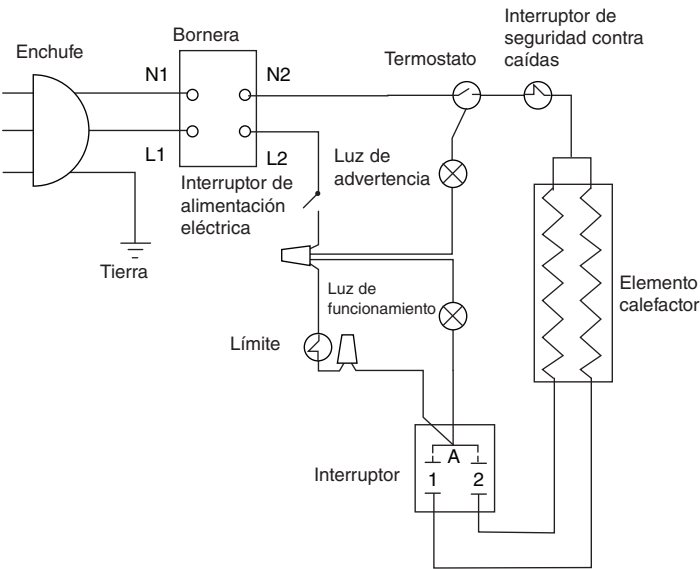 Interruptor de
seguridad contra
caídas
Enchufe
Bornera
Termostato
N1
N2
L1
L2
Luz de
advertencia
Interruptor de
alimentación
eléctrica
Tierra
Luz de
funcionamiento
Elemento
calefactor
Límite
Interruptor
A
1
2